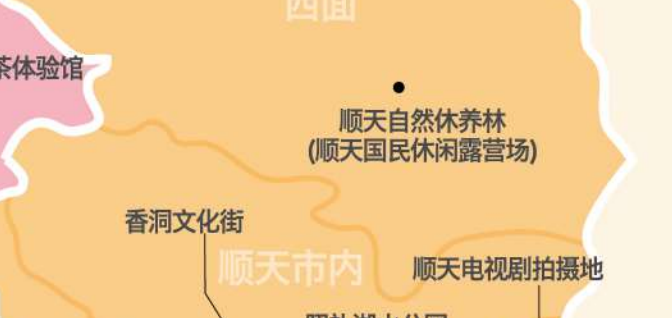 西面
茶体验馆
顺天自然休养林
(顺天国民休闲露营场)
香洞文化街
顺天市内
顺天电视剧拍摄地